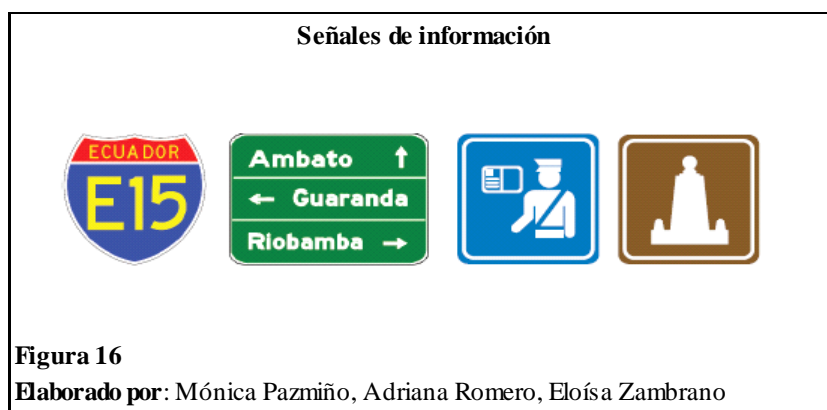 Señales de información
ECUADOR
E15
Ambato ↑
← Guaranda
Riobamba →
Figura 16
Elaborado por: Mónica Pazmiño, Adriana Romero, Eloísa Zambrano